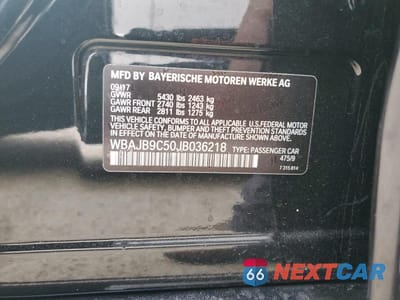 MFD BY BAYERISCHE MOTOREN WERKE AG
09/17
GVWR 5430 lbs 2463 kg
GAWR FRONT 2740 lbs 1243 kg
GAWR REAR 2811 lbs 1275 kg
THIS VEHICLE CONFORMS TO ALL APPLICABLE U.S. FEDERAL MOTOR
VEHICLE SAFETY, BUMPER, AND THEFT PREVENTION STANDARDS
IN EFFECT ON THE DATE OF MANUFACTURE SHOWN ABOVE.
WBAJB9C50JB036218 TYPE: PASSENGER CAR
475/9
7 315 814
66 NEXTCAR